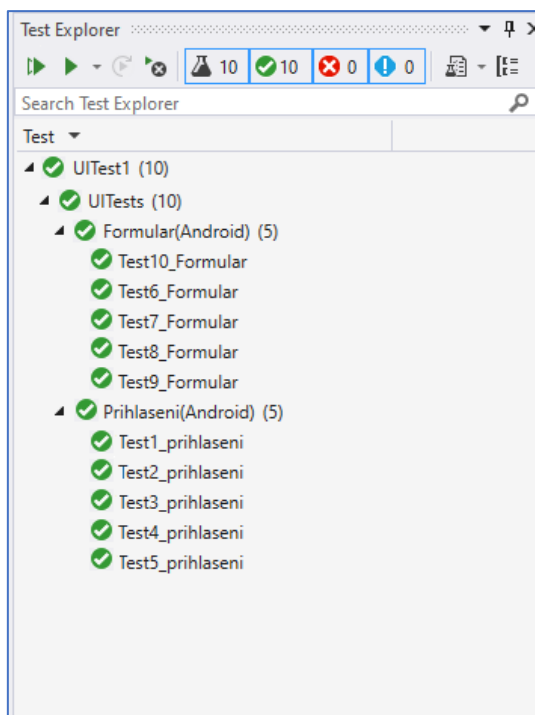 Test Explorer
10 10 0 0
Search Test Explorer
Test
UITest1 (10)
UITests (10)
Formular(Android) (5)
Test10_Formular
Test6_Formular
Test7_Formular
Test8_Formular
Test9_Formular
Prihlaseni(Android) (5)
Test1_prihlaseni
Test2_prihlaseni
Test3_prihlaseni
Test4_prihlaseni
Test5_prihlaseni